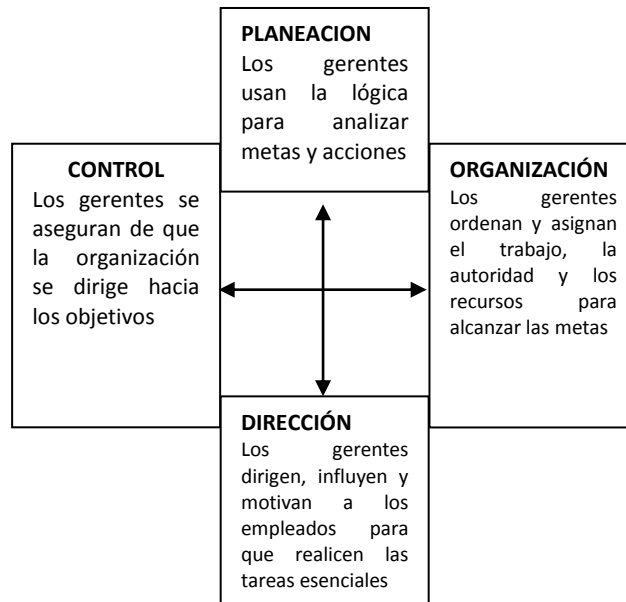 PLANEACION
Los gerentes
usan la lógica
para analizar
metas y acciones
CONTROL
Los gerentes se
aseguran de que
la organización
se dirige hacia
los objetivos
ORGANIZACIÓN
Los gerentes
ordenan y asignan
el trabajo, la
autoridad y los
recursos para
alcanzar las metas
DIRECCIÓN
Los gerentes
dirigen, influyen y
motivan a los
empleados para
que realicen las
tareas esenciales